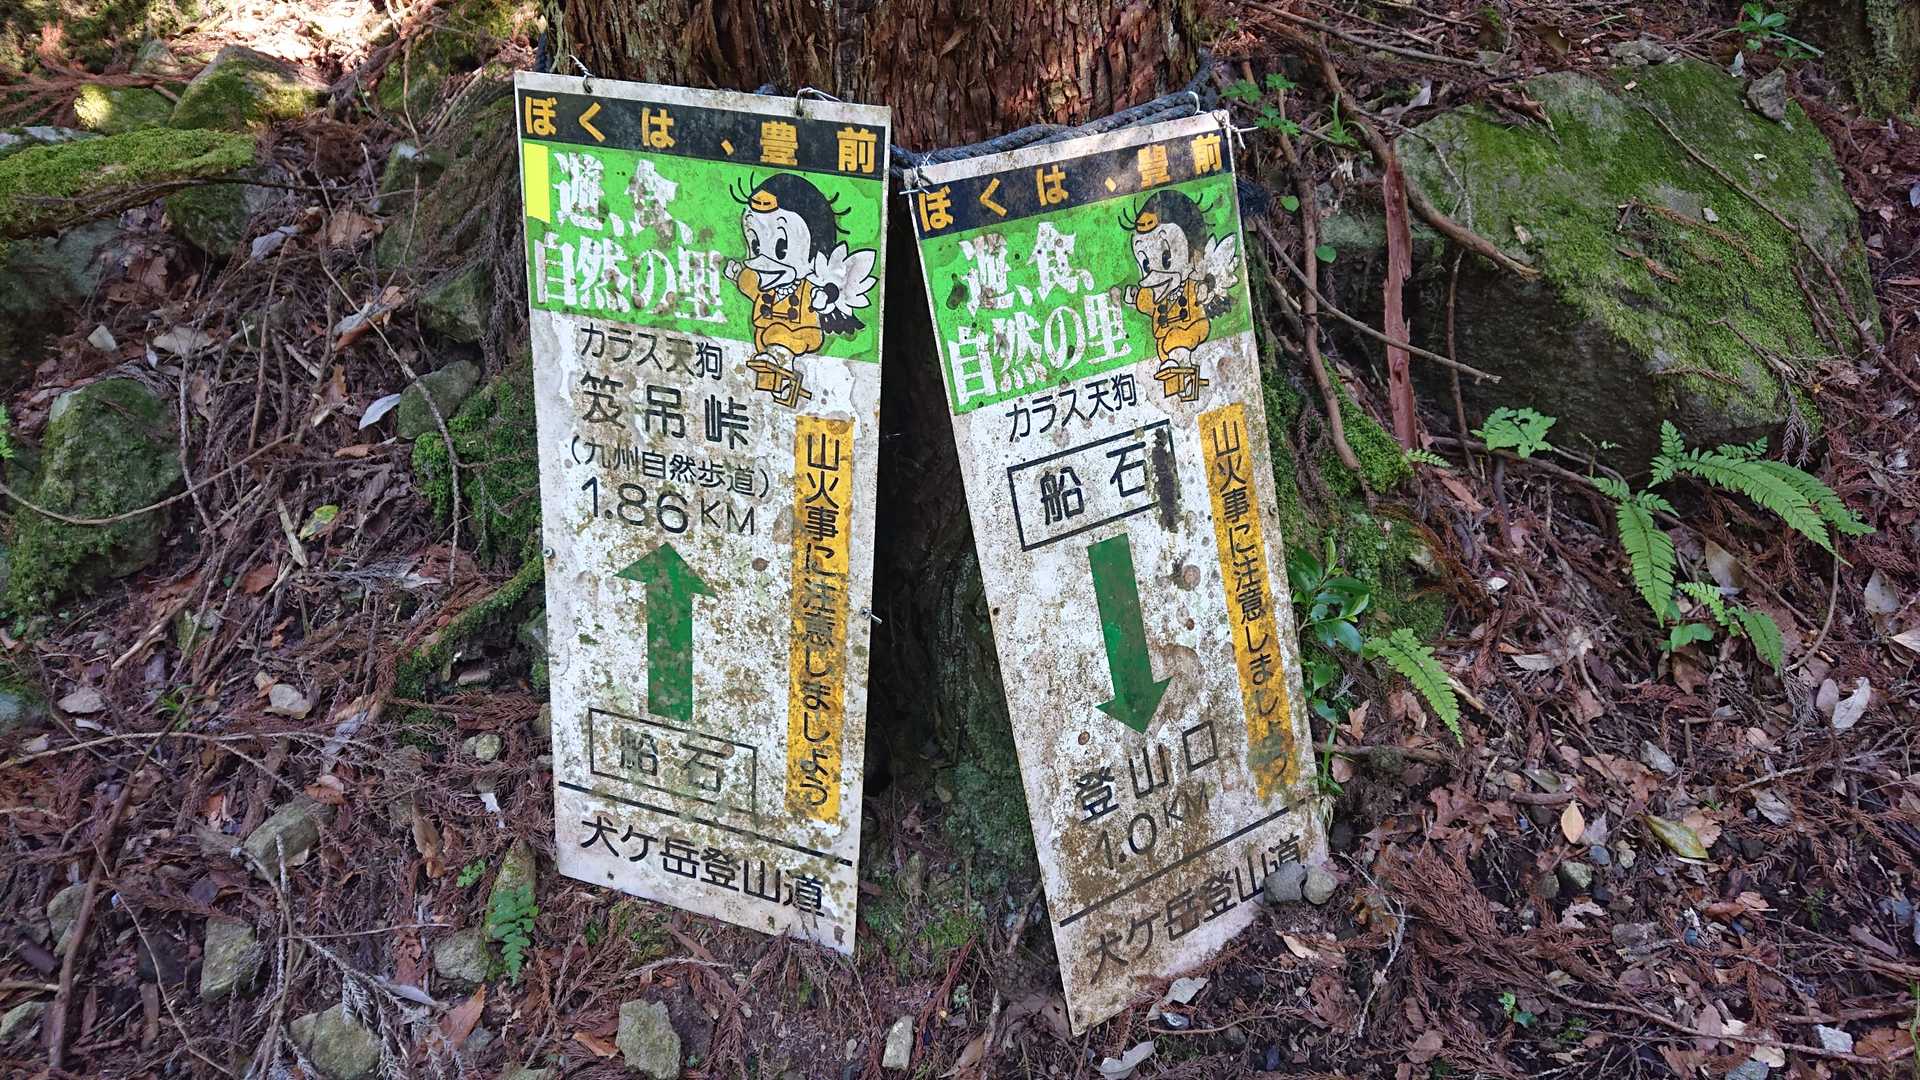 ぼくは、豊前
遊、食、
自然の里
カラス天狗
笈吊峠
(九州自然歩道)
1.86KM
船石
山火事に注意しましょう
犬ケ岳登山道
ぼくは、豊前
遊、食、
自然の里
カラス天狗
船石
登山口
1.0KM
山火事に注意しましょう
犬ケ岳登山道